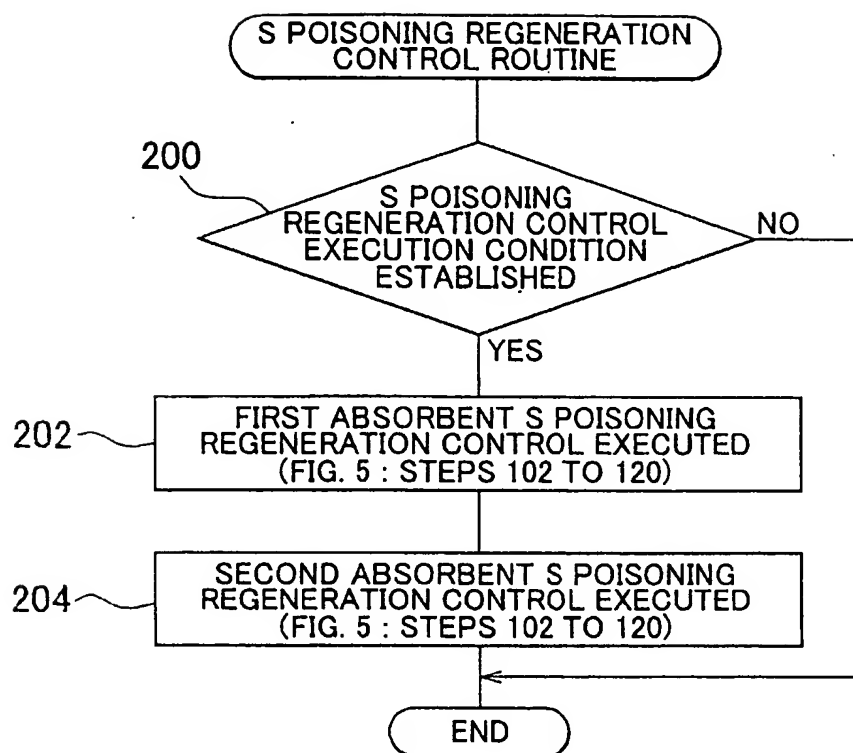 S POISONING REGENERATION
CONTROL ROUTINE
200
S POISONING
REGENERATION CONTROL
EXECUTION CONDITION
ESTABLISHED
NO
YES
202
FIRST ABSORBENT S POISONING
REGENERATION CONTROL EXECUTED
(FIG. 5 : STEPS 102 TO 120)
204
SECOND ABSORBENT S POISONING
REGENERATION CONTROL EXECUTED
(FIG. 5 : STEPS 102 TO 120)
END